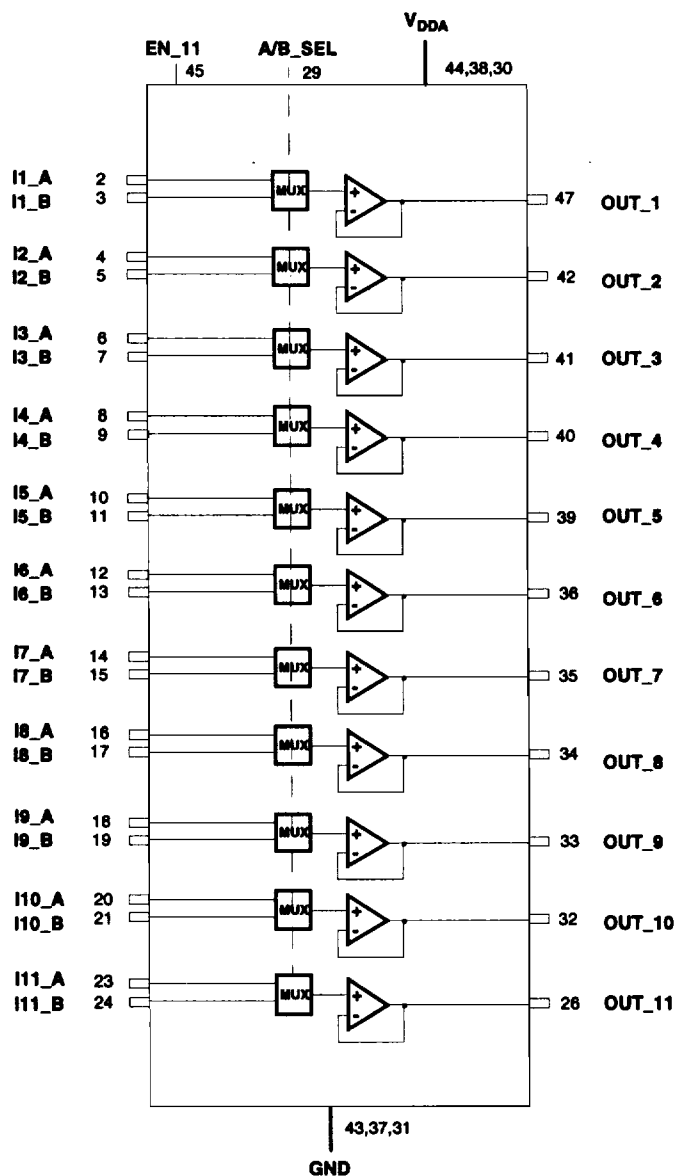 V_DDA
EN_11 A/B_SEL
45 29 44,38,30
I1_A 2
I1_B 3 MUX + - 47 OUT_1
I2_A 4
I2_B 5 MUX + - 42 OUT_2
I3_A 6
I3_B 7 MUX + - 41 OUT_3
I4_A 8
I4_B 9 MUX + - 40 OUT_4
I5_A 10
I5_B 11 MUX + - 39 OUT_5
I6_A 12
I6_B 13 MUX + - 36 OUT_6
I7_A 14
I7_B 15 MUX + - 35 OUT_7
I8_A 16
I8_B 17 MUX + - 34 OUT_8
I9_A 18
I9_B 19 MUX + - 33 OUT_9
I10_A 20
I10_B 21 MUX + - 32 OUT_10
I11_A 23
I11_B 24 MUX + - 26 OUT_11
43,37,31
GND